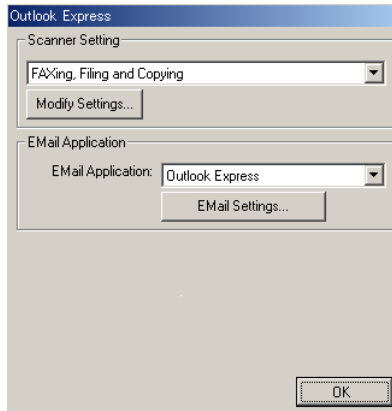 Outlook Express
Scanner Setting
FAXing, Filing and Copying
Modify Settings...
EMail Application
EMail Application: Outlook Express
EMail Settings...
OK